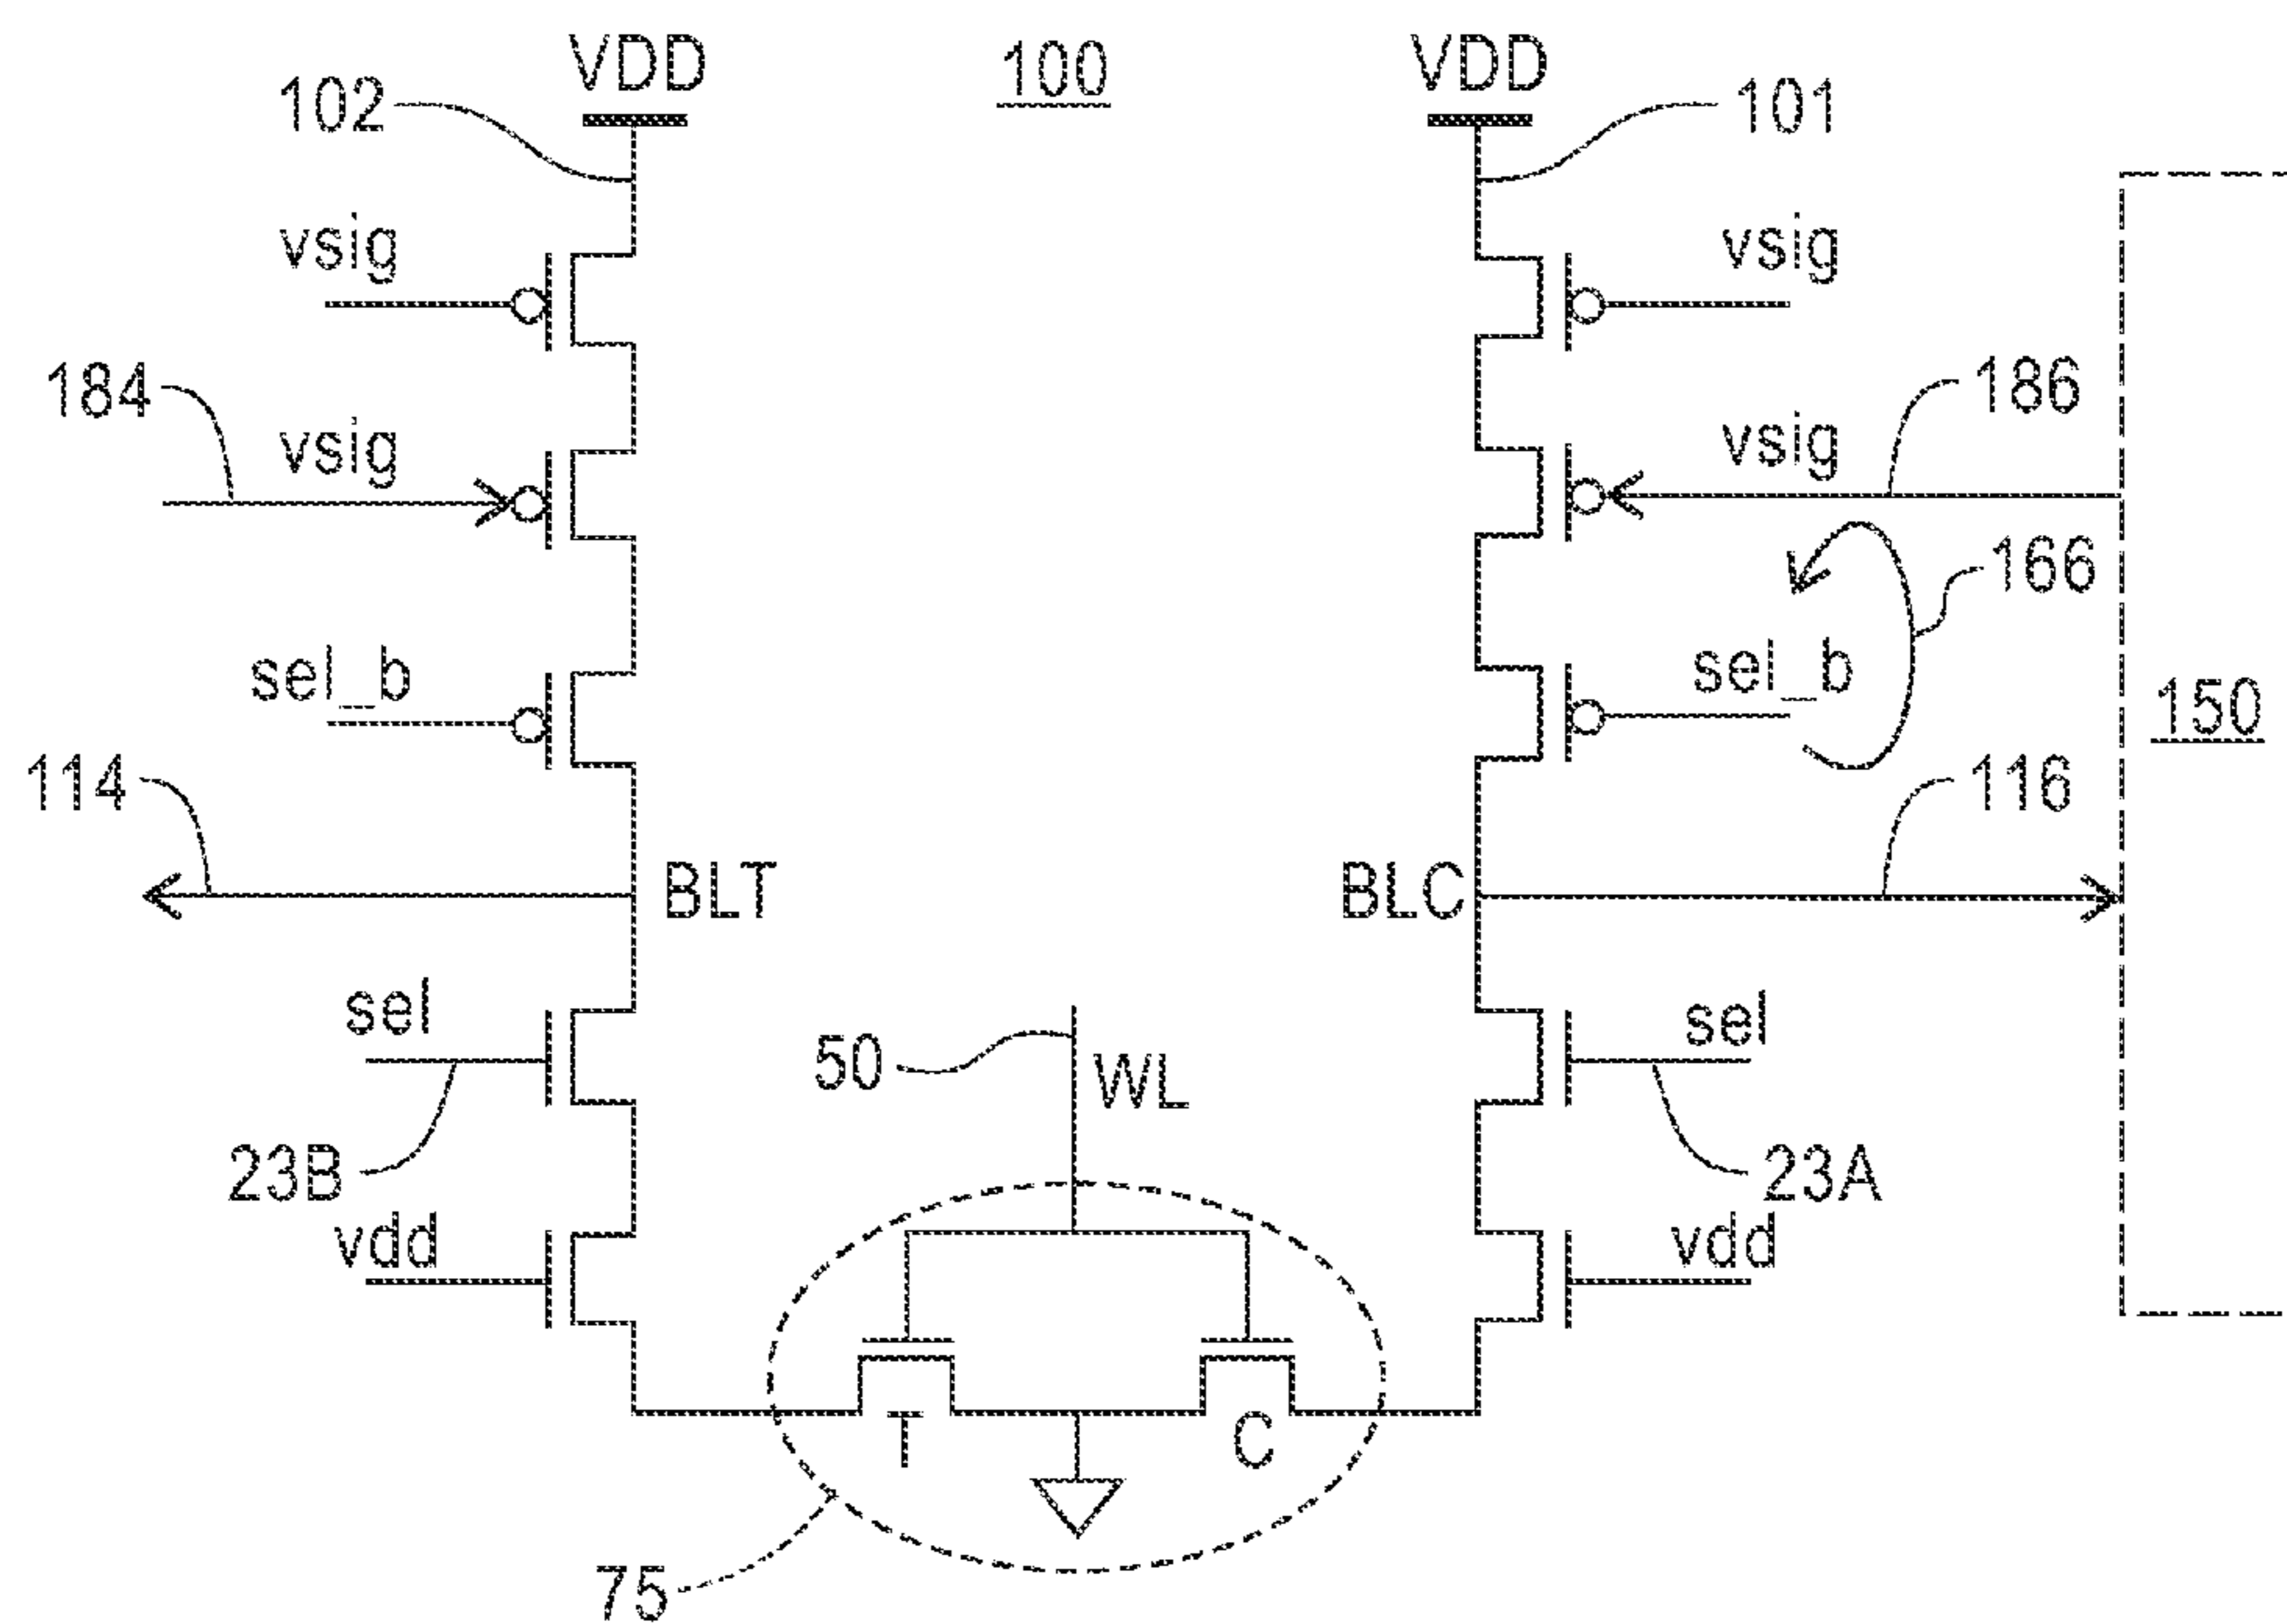 VDD 100 VDD
102 101
vsig vsig
184 vsig vsig 186
166
sel_b sel_b
150
114 116
BLT BLC
sel sel
50 WL
23B 23A
vdd vdd
T C
75